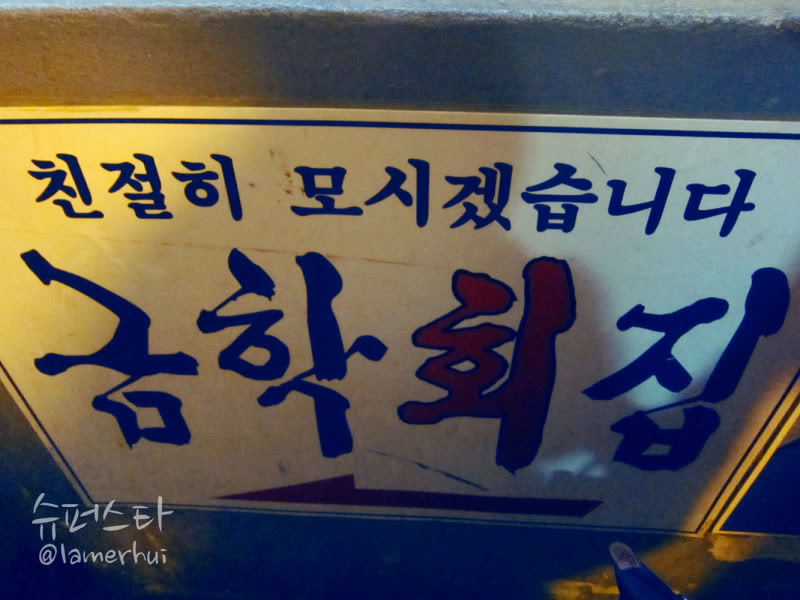 친절히 모시겠습니다
금학회집
슈퍼스타
@lamerhui